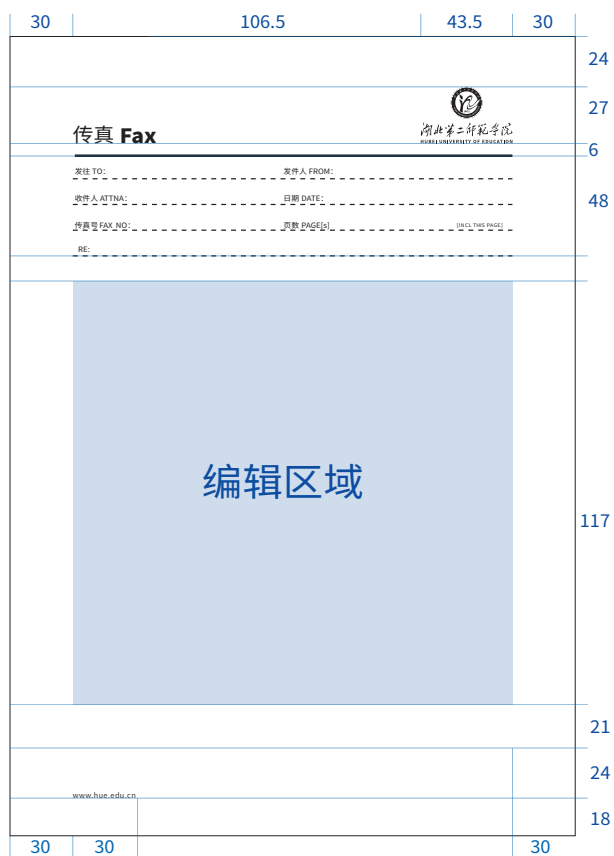 30 106.5 43.5 30
24
27
湖北第二师范学院
HUBEI UNIVERSITY OF EDUCATION
传真 Fax
6
发往 TO: 发件人 FROM:
收件人 ATTNA: 日期 DATE:
48
传真号 FAX NO: 页数 PAGE[s] [INCL THIS PAGE]
RE:
编辑区域
117
21
24
www.hue.edu.cn
18
30 30 30